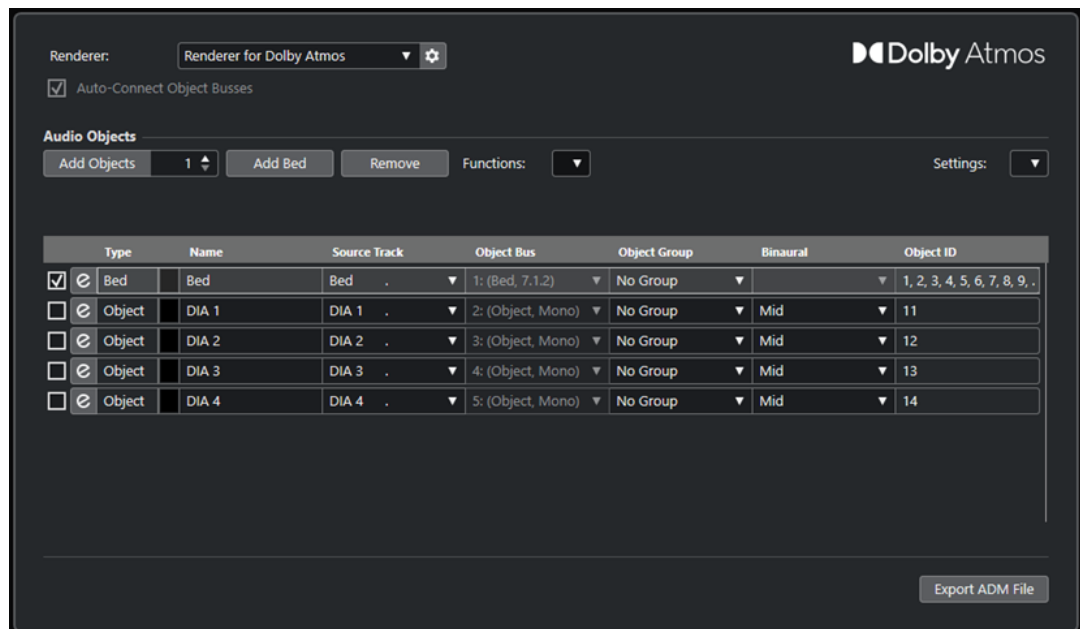 Renderer: Renderer for Dolby Atmos
Dolby Atmos
Auto-Connect Object Busses
Audio Objects
Add Objects 1 Add Bed Remove Functions: Settings:
Type Name Source Track Object Bus Object Group Binaural Object ID
Bed Bed Bed . 1: (Bed, 7.1.2) No Group 1, 2, 3, 4, 5, 6, 7, 8, 9, .
Object DIA 1 DIA 1 . 2: (Object, Mono) No Group Mid 11
Object DIA 2 DIA 2 . 3: (Object, Mono) No Group Mid 12
Object DIA 3 DIA 3 . 4: (Object, Mono) No Group Mid 13
Object DIA 4 DIA 4 . 5: (Object, Mono) No Group Mid 14
Export ADM File